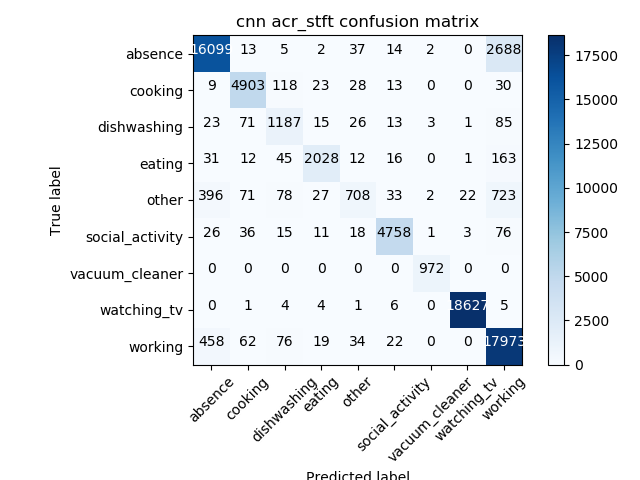 cnn acr_stft confusion matrix
absence 16099 13 5 2 37 14 2 0 2688
cooking 9 4903 118 23 28 13 0 0 30
dishwashing 23 71 1187 15 26 13 3 1 85
eating 31 12 45 2028 12 16 0 1 163
other 396 71 78 27 708 33 2 22 723
social_activity 26 36 15 11 18 4758 1 3 76
vacuum_cleaner 0 0 0 0 0 0 972 0 0
watching_tv 0 1 4 4 1 6 0 18627 5
working 458 62 76 19 34 22 0 0 17973
absence cooking dishwashing eating other social_activity vacuum_cleaner watching_tv working
True label
Predicted label
17500
15000
12500
10000
7500
5000
2500
0